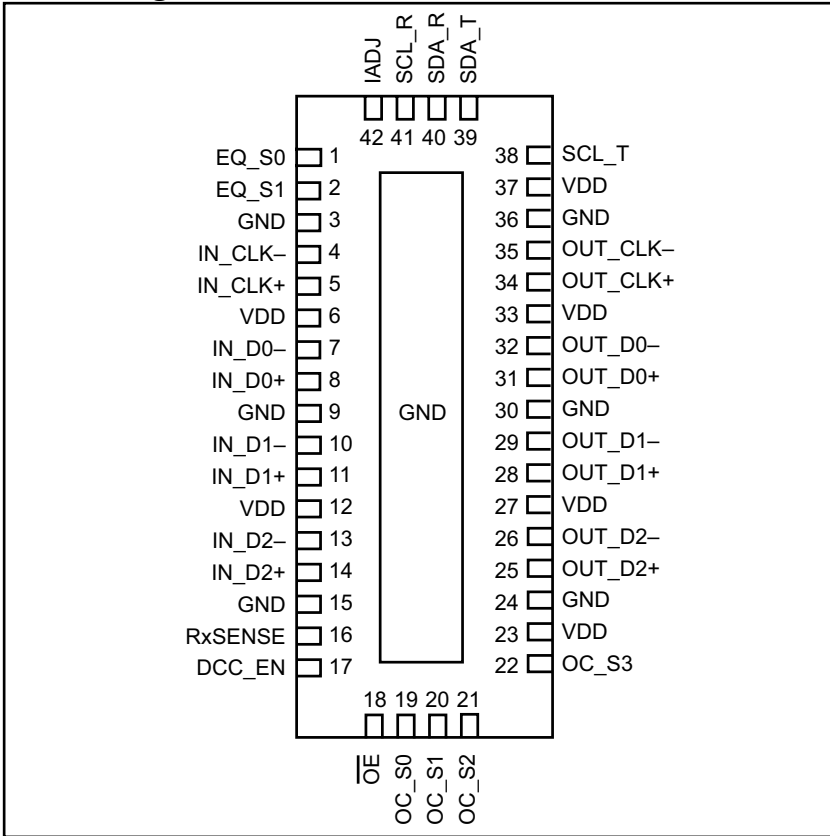 IADJ
SCL_R
SDA_R
SDA_T
42 41 40 39
EQ_S0 1
EQ_S1 2
GND 3
IN_CLK– 4
IN_CLK+ 5
VDD 6
IN_D0– 7
IN_D0+ 8
GND 9
IN_D1– 10
IN_D1+ 11
VDD 12
IN_D2– 13
IN_D2+ 14
GND 15
RxSENSE 16
DCC_EN 17
GND
38 SCL_T
37 VDD
36 GND
35 OUT_CLK–
34 OUT_CLK+
33 VDD
32 OUT_D0–
31 OUT_D0+
30 GND
29 OUT_D1–
28 OUT_D1+
27 VDD
26 OUT_D2–
25 OUT_D2+
24 GND
23 VDD
22 OC_S3
18 19 20 21
O̅E̅
OC_S0
OC_S1
OC_S2